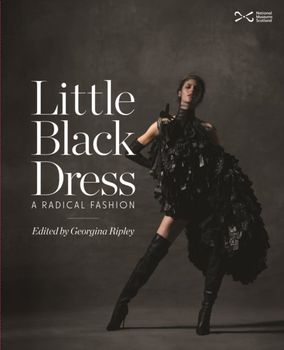 National
Museums
Scotland
Little
Black
Dress
A RADICAL FASHION
Edited by Georgina Ripley